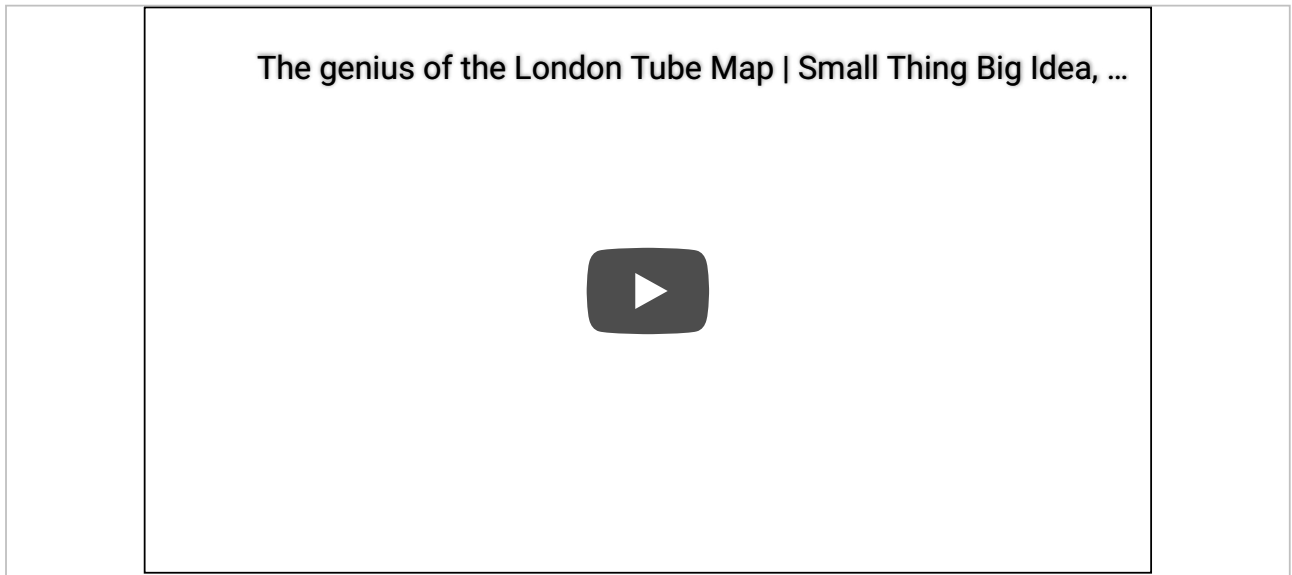 The genius of the London Tube Map | Small Thing Big Idea, ...